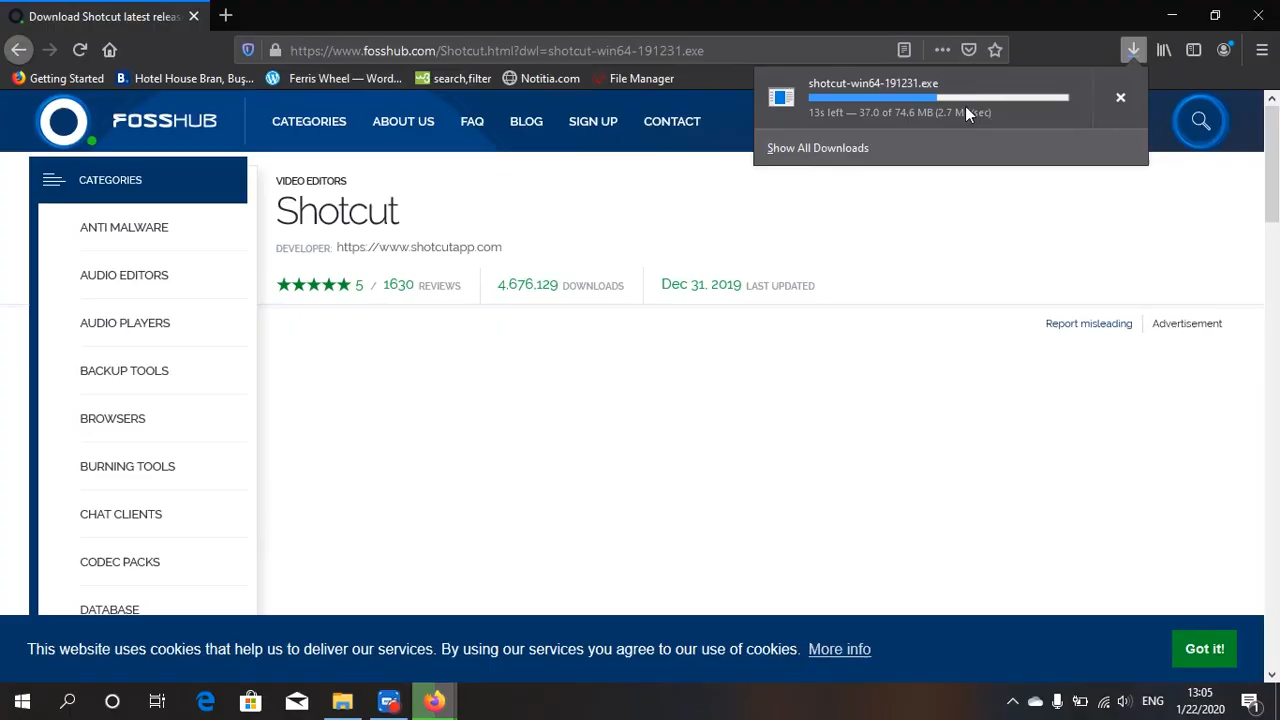 Download Shotcut latest releas
https://www.fosshub.com/Shotcut.html?dwl=shotcut-win64-191231.exe
Getting Started
Hotel House Bran, Bug...
Ferris Wheel — Word...
search,filter
Notitia.com
File Manager
shotcut-win64-191231.exe
13s left — 37.0 of 74.6 MB (2.7 M /sec)
Show All Downloads
FOSSHUB
CATEGORIES
ABOUT US
FAQ
BLOG
SIGN UP
CONTACT
CATEGORIES
ANTI MALWARE
AUDIO EDITORS
AUDIO PLAYERS
BACKUP TOOLS
BROWSERS
BURNING TOOLS
CHAT CLIENTS
CODEC PACKS
DATABASE
VIDEO EDITORS
Shotcut
DEVELOPER: https://www.shotcutapp.com
5 / 1630 REVIEWS
4,676,129 DOWNLOADS
Dec 31, 2019 LAST UPDATED
Report misleading
Advertisement
This website uses cookies that help us to deliver our services. By using our services you agree to our use of cookies. More info
Got it!
ENG
13:05
1/22/2020
1